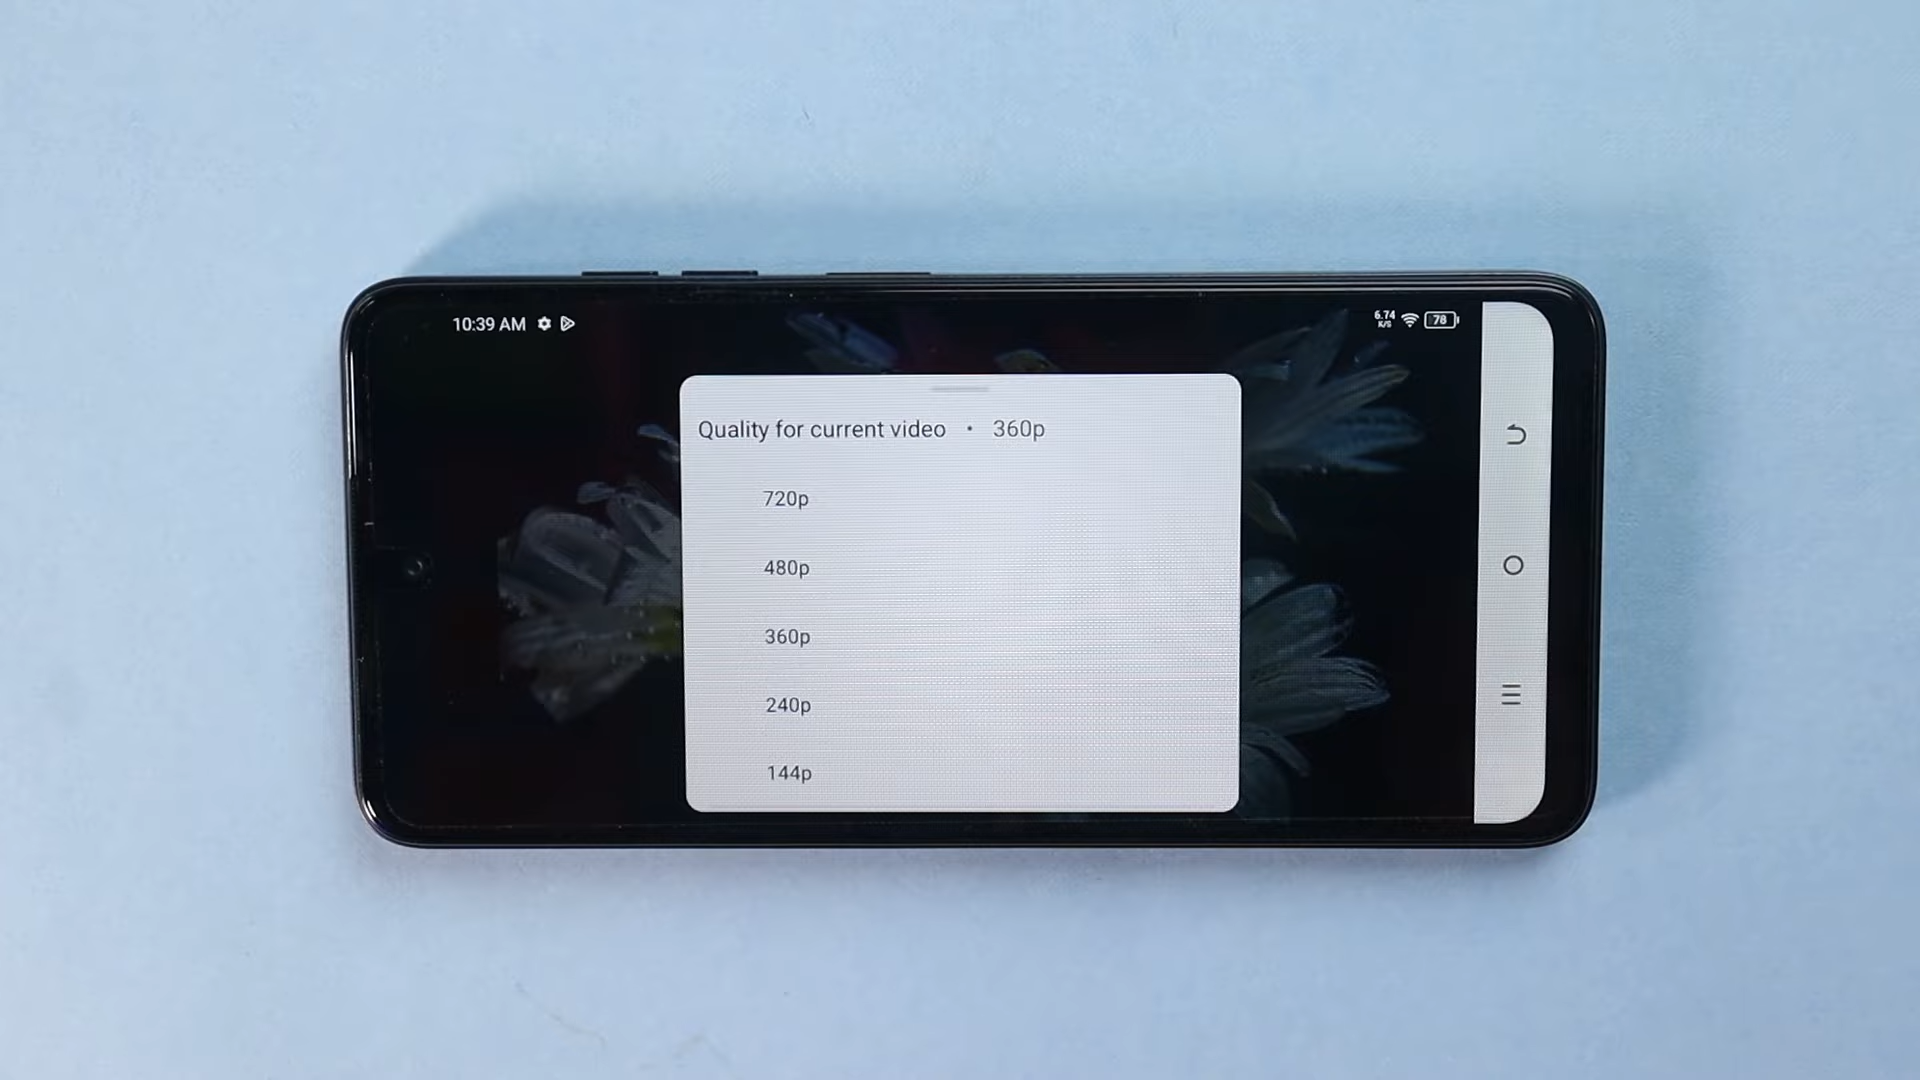 10:39 AM
6.74
K/S
78
Quality for current video • 360p
720p
480p
360p
240p
144p